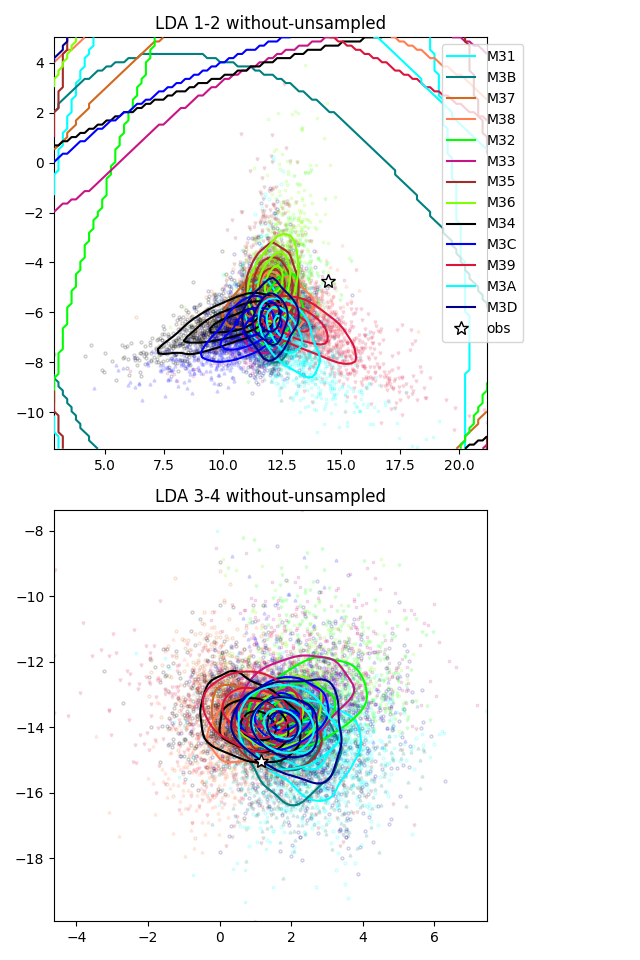 LDA 1-2 without-unsampled
4
2
0
−2
−4
−6
−8
−10
5.0 7.5 10.0 12.5 15.0 17.5 20.0
M31
M3B
M37
M38
M32
M33
M35
M36
M34
M3C
M39
M3A
M3D
obs
LDA 3-4 without-unsampled
−8
−10
−12
−14
−16
−18
−4 −2 0 2 4 6